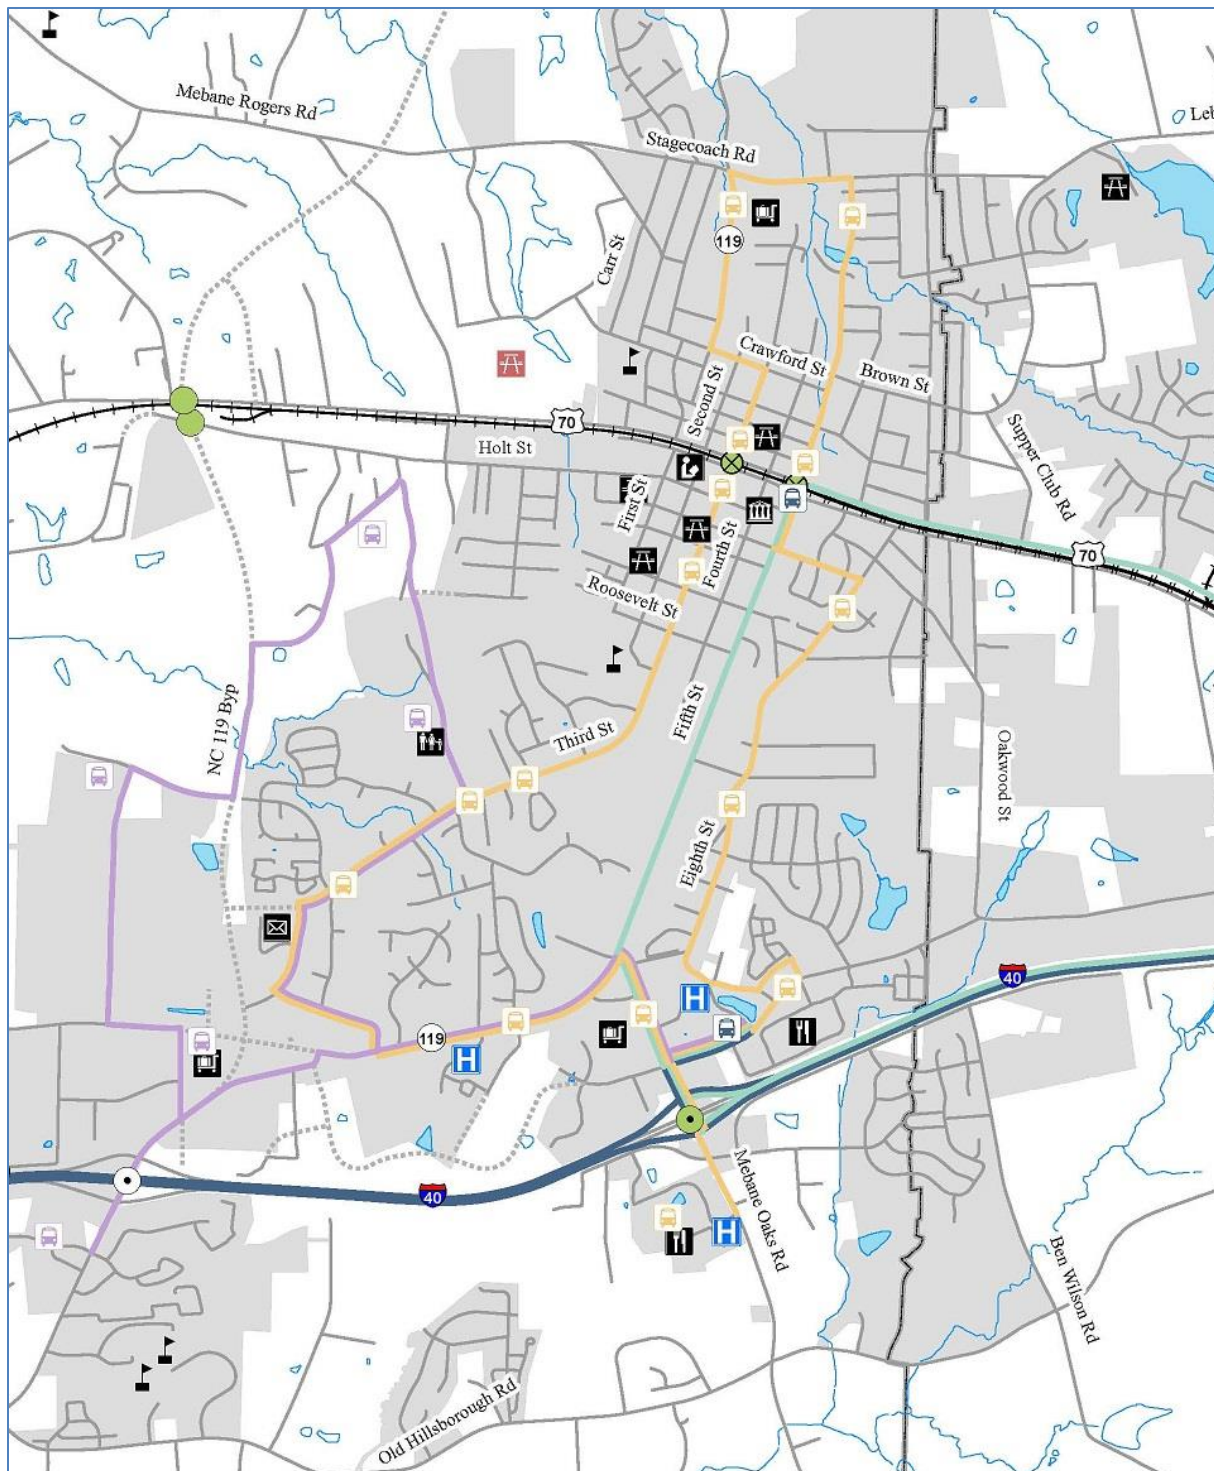 Mebane Rogers Rd
Leb
Stagecoach Rd
119
Carr St
Crawford St
Brown St
Second St
70
Holt St
Supper Club Rd
First St
Fourth St
70
Roosevelt St
Fifth St
Third St
NC 119 Byp
Oakwood St
Eighth St
40
H
119
H
Mebane Oaks Rd
40
H
Ben Wilson Rd
Old Hillsborough Rd